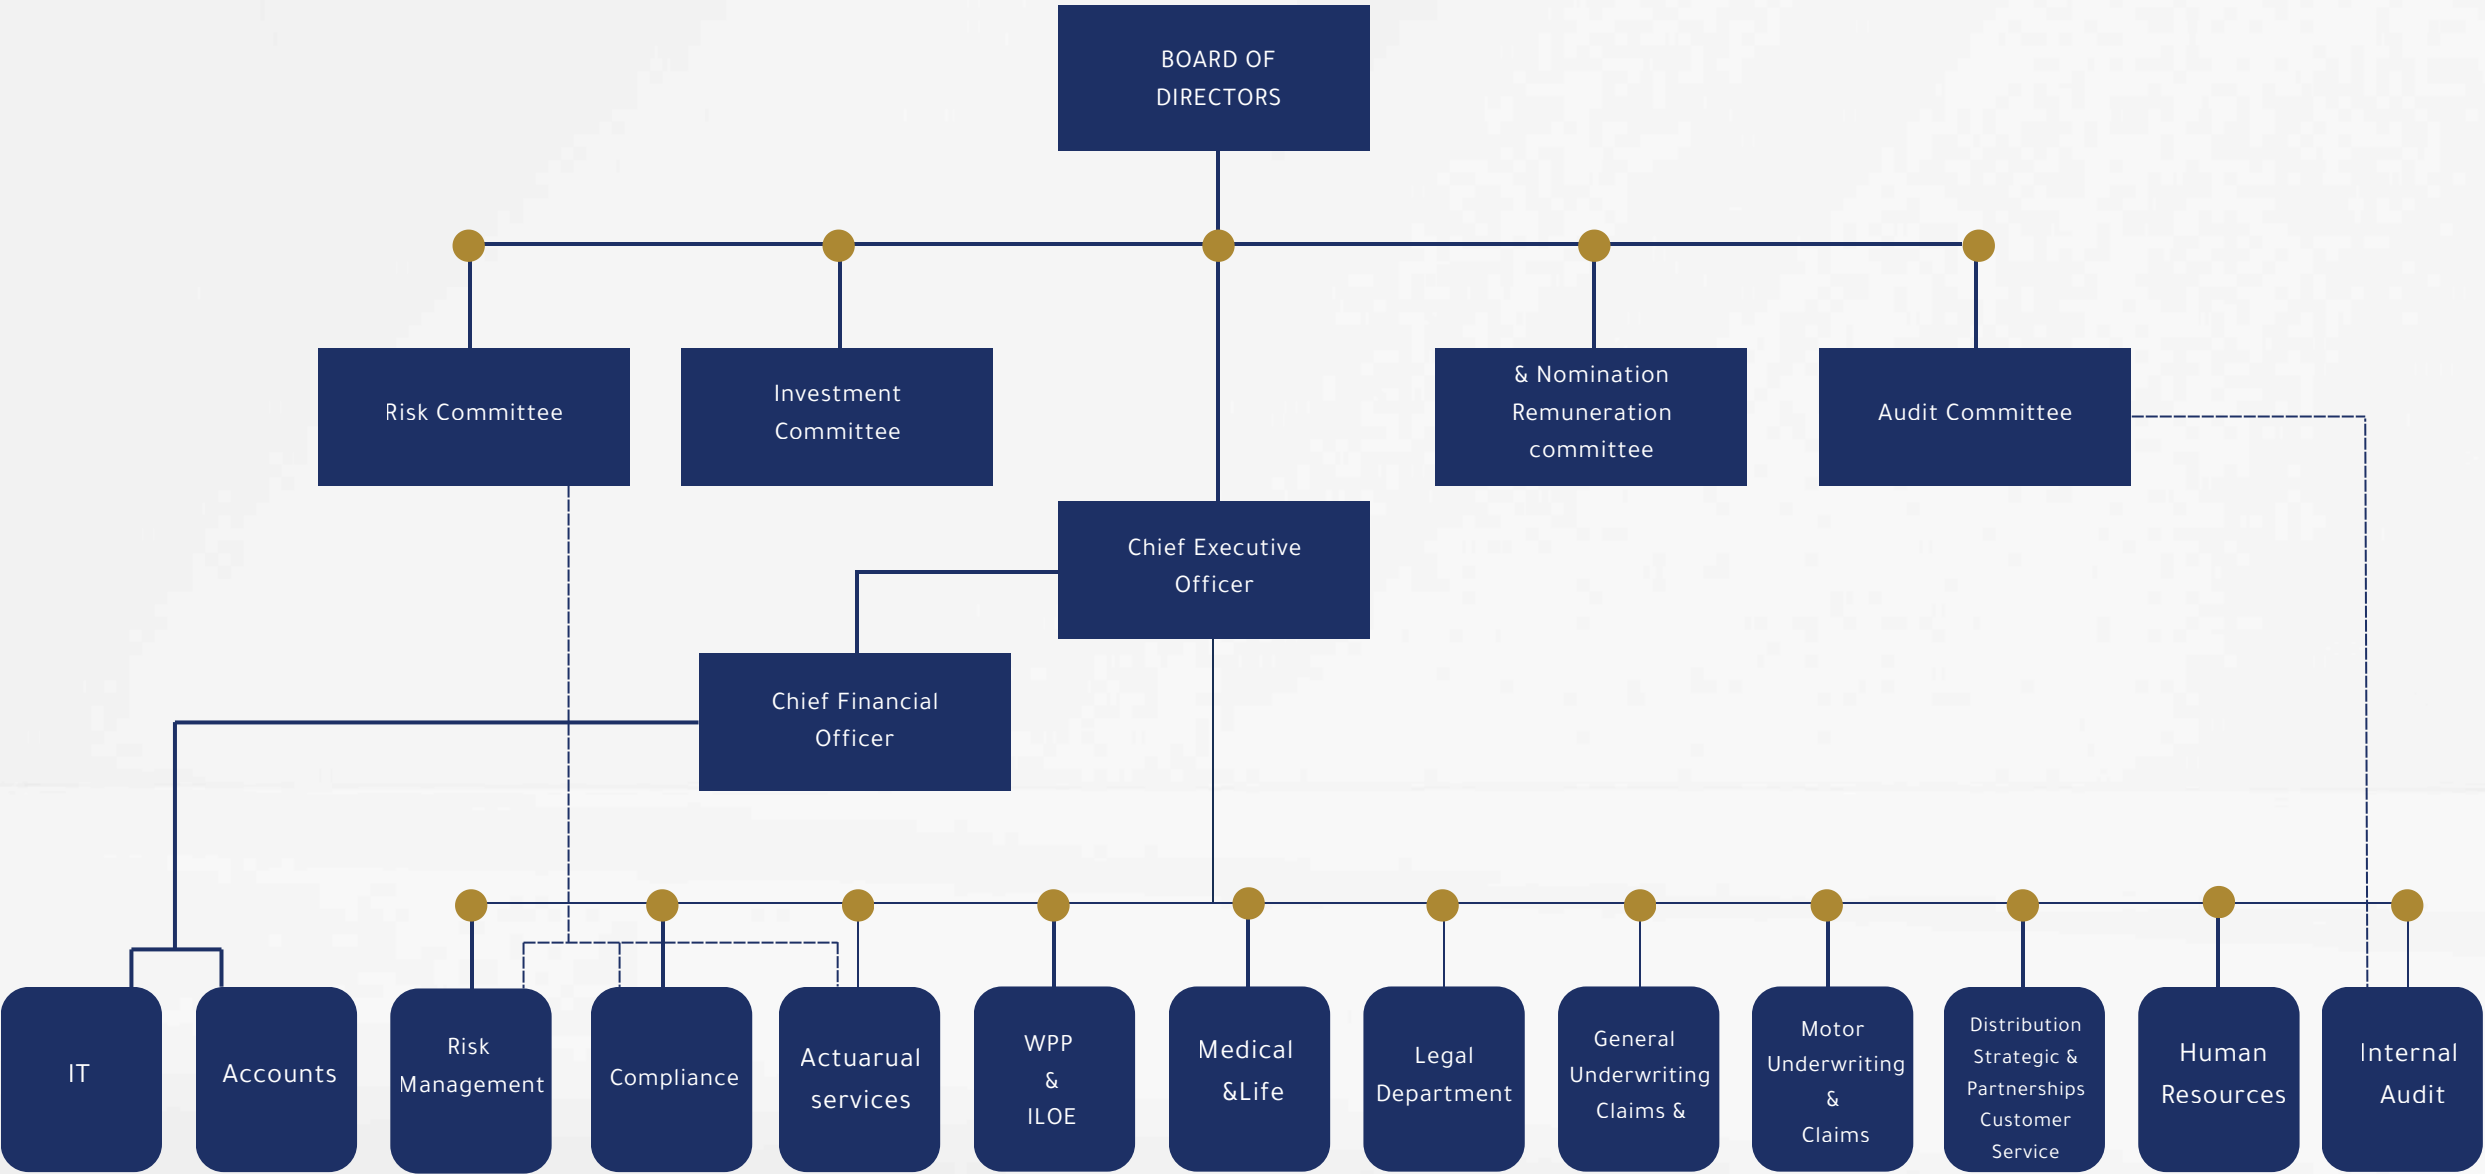 BOARD OF
DIRECTORS
Risk Committee
Investment
Committee
& Nomination
Remuneration
committee
Audit Committee
Chief Executive
Officer
Chief Financial
Officer
IT
Accounts
Risk
Management
Compliance
Actuarual
services
WPP
&
ILOE
Medical
&Life
Legal
Department
General
Underwriting
Claims &
Motor
Underwriting
&
Claims
Distribution
Strategic &
Partnerships
Customer
Service
Human
Resources
Internal
Audit